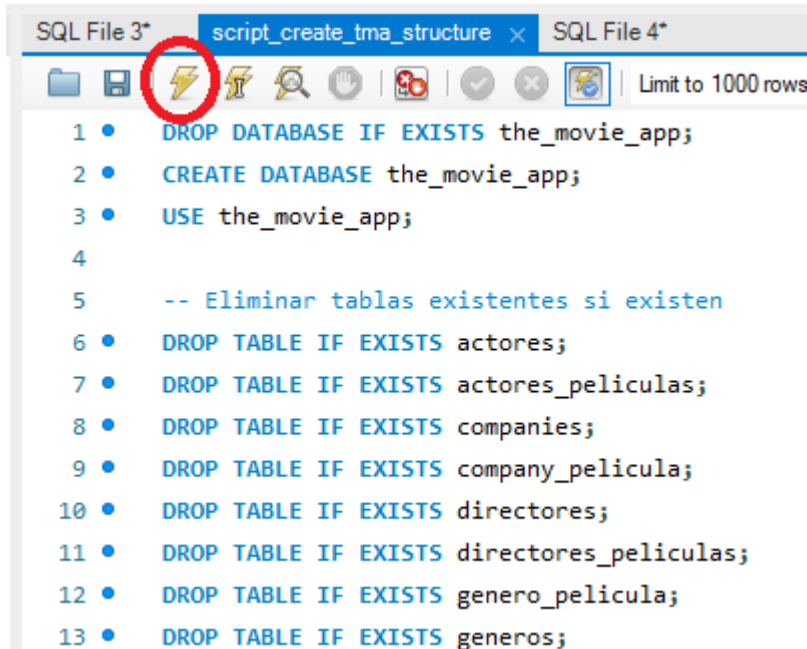 SQL File 3* script_create_tma_structure × SQL File 4*
Limit to 1000 rows
1 DROP DATABASE IF EXISTS the_movie_app;
2 CREATE DATABASE the_movie_app;
3 USE the_movie_app;
4
5 -- Eliminar tablas existentes si existen
6 DROP TABLE IF EXISTS actores;
7 DROP TABLE IF EXISTS actores_peliculas;
8 DROP TABLE IF EXISTS companies;
9 DROP TABLE IF EXISTS company_pelicula;
10 DROP TABLE IF EXISTS directores;
11 DROP TABLE IF EXISTS directores_peliculas;
12 DROP TABLE IF EXISTS genero_pelicula;
13 DROP TABLE IF EXISTS generos;